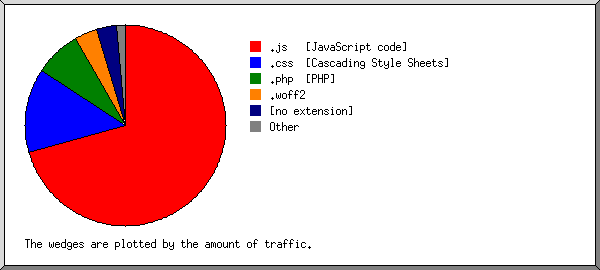 .js   [JavaScript code]
.css  [Cascading Style Sheets]
.php  [PHP]
.woff2
[no extension]
Other
The wedges are plotted by the amount of traffic.